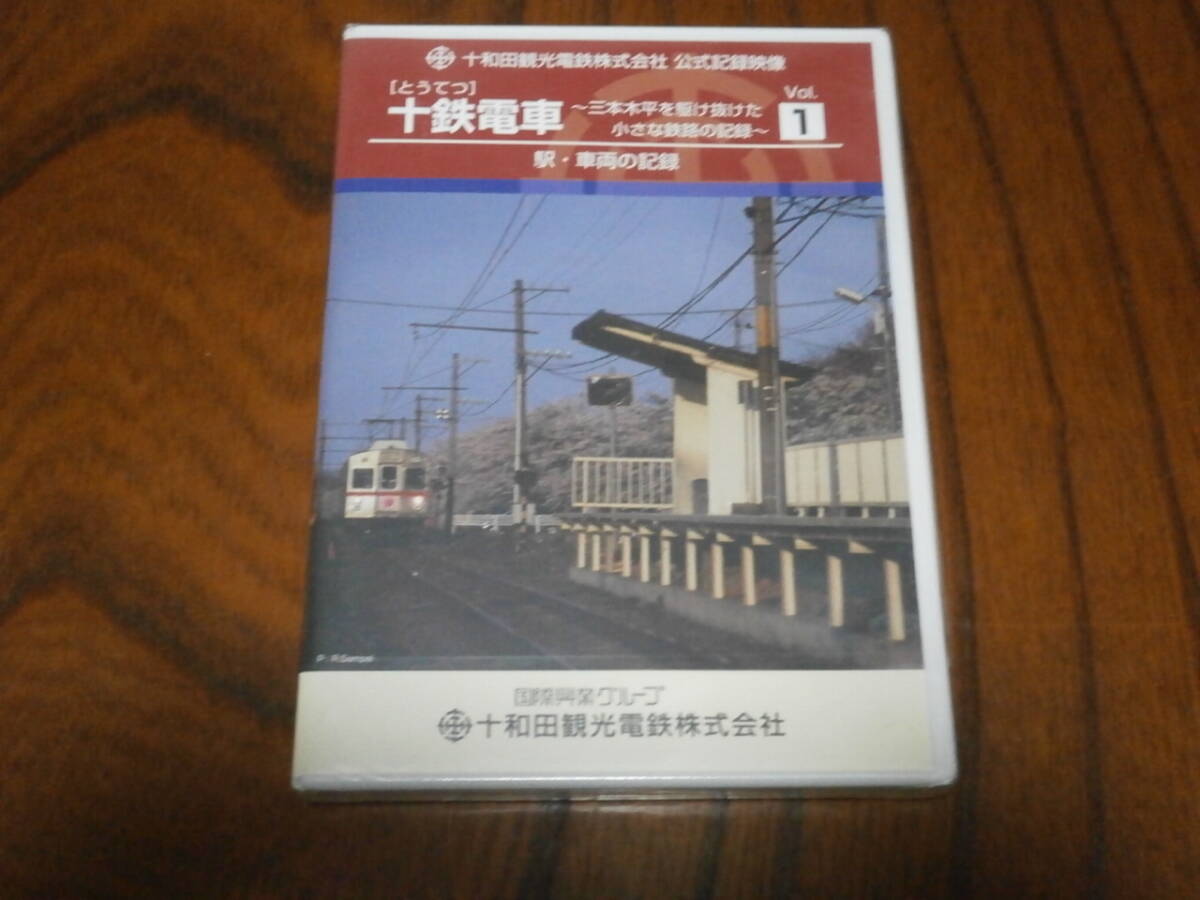 十和田観光電鉄株式会社 公式記録映像
[とうてつ]
十鉄電車
〜三本木平を駆け抜けた
小さな鉄路の記録〜
Vol.
1
駅・車両の記録
国際興業グループ
十和田観光電鉄株式会社